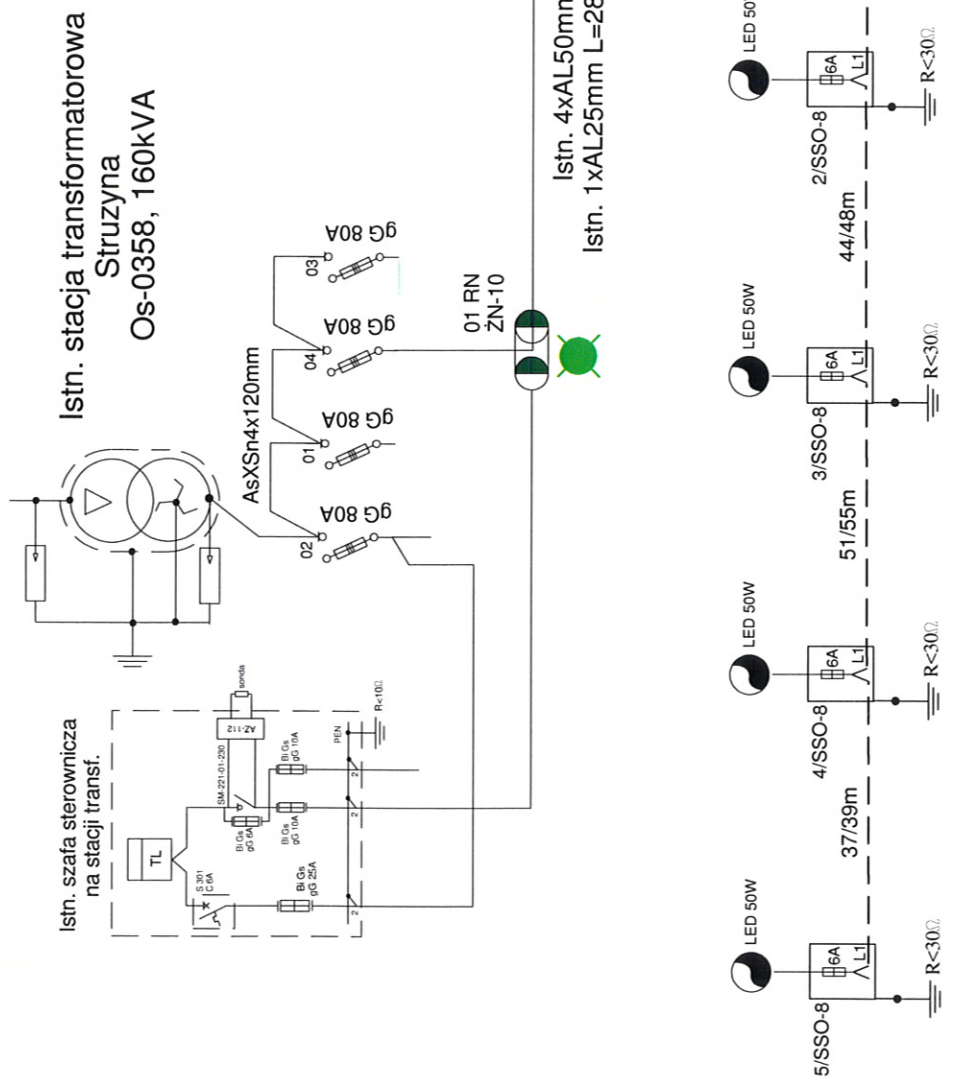 Istn. stacja transformatorowa
Struzyna
Os-0358, 160kVA
AsXSn4x120mm
02
gG 80A
01
gG 80A
04
gG 80A
03
gG 80A
01 RN
ŻN-10
Istn. 4xAL50mm
Istn. 1xAL25mm L=28
Istn. szafa sterownicza
na stacji transf.
TL
S 301
C 6A
Bi Gs
gG 25A
SM-221-01-230
Bi Gs
gG 6A
Bi Gs
gG 10A
Bi Gs
gG 10A
AZ-112
sonda
PEN
R<10Ω
2
2
2
LED 50W
5/SSO-8
6A
L1
R<30Ω
37/39m
LED 50W
4/SSO-8
6A
L1
R<30Ω
51/55m
LED 50W
3/SSO-8
6A
L1
R<30Ω
44/48m
LED 50
2/SSO-8
6A
L1
R<30Ω